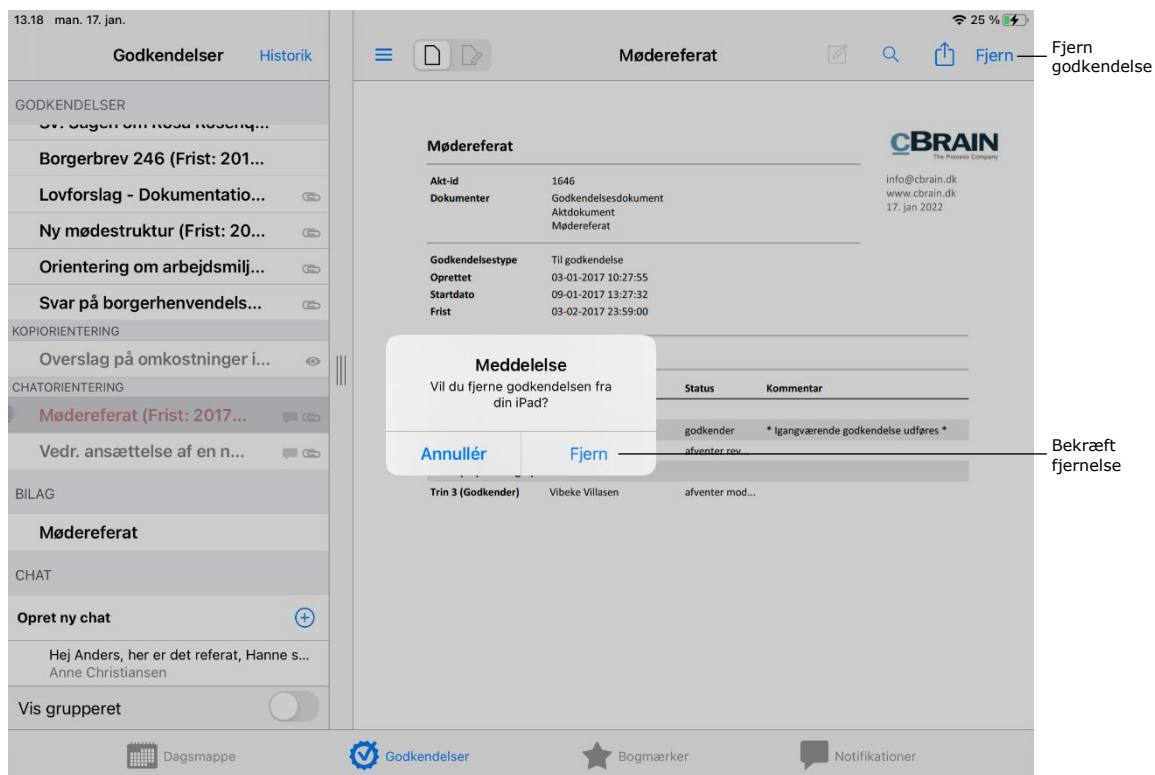 13.18 man. 17. jan.
25 %
Godkendelser Historik
Mødereferat
Fjern
Fjern
godkendelse
GODKENDELSER
Sv: Sagen om Rosa Rosenq...
Borgerbrev 246 (Frist: 201...
Lovforslag - Dokumentatio...
Ny mødestruktur (Frist: 20...
Orientering om arbejdsmilj...
Svar på borgerhenvendels...
KOPIORIENTERING
Overslag på omkostninger i...
CHATORIENTERING
Mødereferat (Frist: 2017...
Vedr. ansættelse af en n...
BILAG
Mødereferat
CHAT
Opret ny chat
Hej Anders, her er det referat, Hanne s...
Anne Christiansen
Vis grupperet
Mødereferat
cBRAIN
The Process Company
info@cbrain.dk
www.cbrain.dk
17. jan 2022
Akt-id 1646
Dokumenter Godkendelsesdokument
Aktdokument
Mødereferat
Godkendelsestype Til godkendelse
Oprettet 03-01-2017 10:27:55
Startdato 09-01-2017 13:27:32
Frist 03-02-2017 23:59:00
Meddelelse
Vil du fjerne godkendelsen fra
din iPad?
Annullér Fjern
Bekræft
fjernelse
Status Kommentar
godkender * Igangværende godkendelse udføres *
afventer rev...
Trin 3 (Godkender) Vibeke Villasen afventer mod...
Dagsmappe Godkendelser Bogmærker Notifikationer